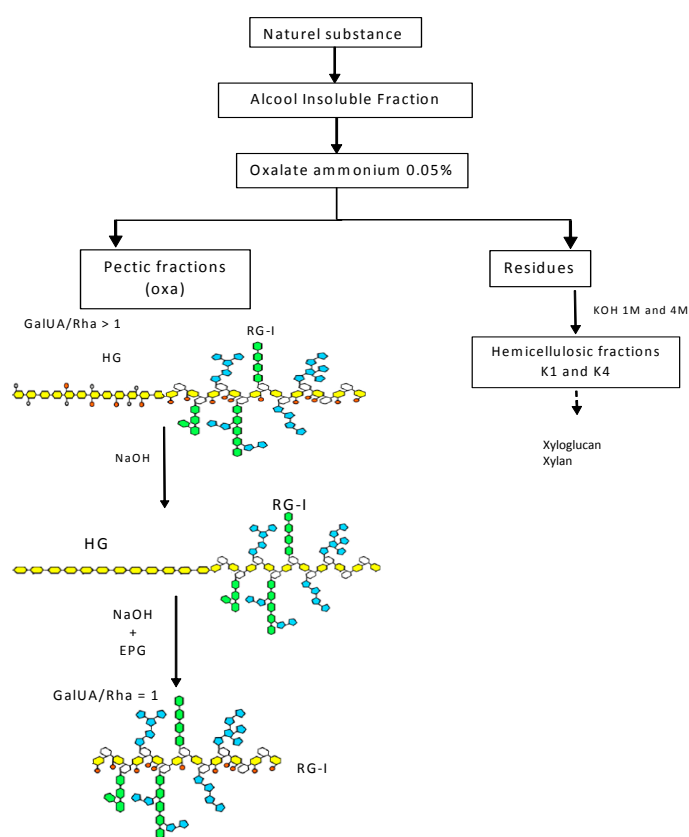 Naturel substance
Alcool Insoluble Fraction
Oxalate ammonium 0.05%
Pectic fractions
(oxa)
Residues
KOH 1M and 4M
GalUA/Rha > 1
RG-I
HG
Hemicellulosic fractions
K1 and K4
Xyloglucan
Xylan
NaOH
RG-I
HG
NaOH
+
EPG
GalUA/Rha = 1
RG-I